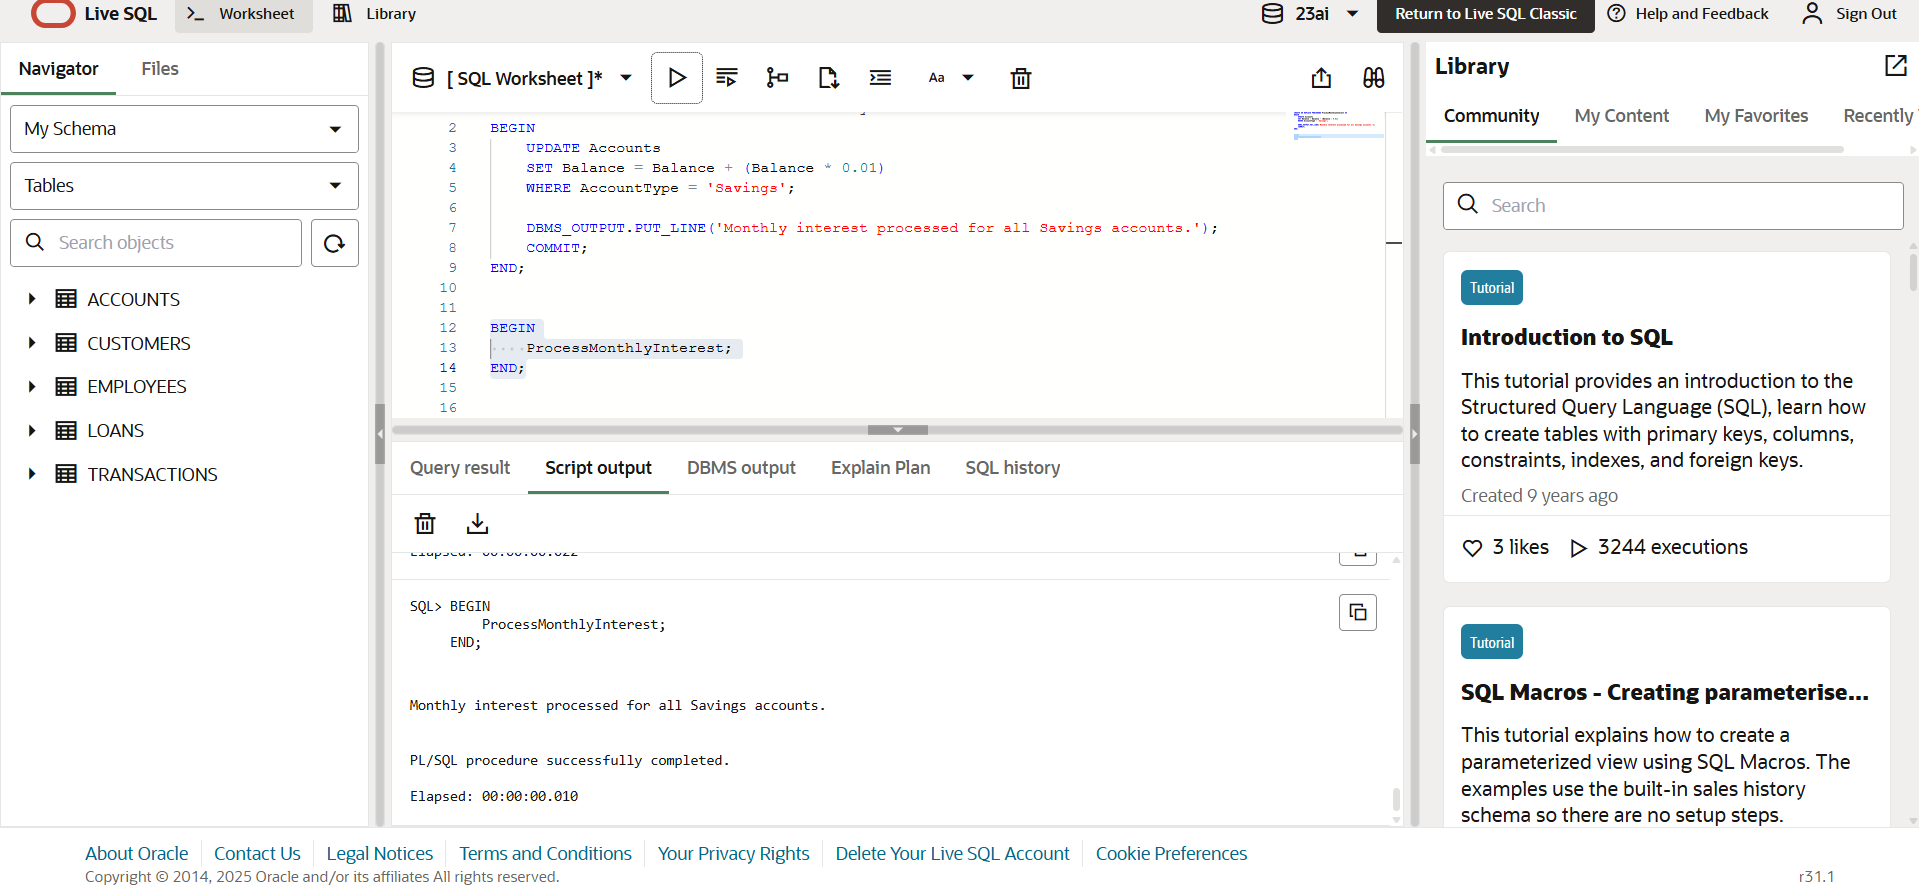 Live SQL
Worksheet
Library
23ai
Return to Live SQL Classic
Help and Feedback
Sign Out
Navigator
Files
My Schema
Tables
Search objects
ACCOUNTS
CUSTOMERS
EMPLOYEES
LOANS
TRANSACTIONS
[ SQL Worksheet ]*
Aa
2 BEGIN
3 UPDATE Accounts
4 SET Balance = Balance + (Balance * 0.01)
5 WHERE AccountType = 'Savings';
6
7 DBMS_OUTPUT.PUT_LINE('Monthly interest processed for all Savings accounts.');
8 COMMIT;
9 END;
10
11
12 BEGIN
13 ProcessMonthlyInterest;
14 END;
15
16
Query result
Script output
DBMS output
Explain Plan
SQL history
Elapsed: 00:00:00.022
SQL> BEGIN
ProcessMonthlyInterest;
END;
Monthly interest processed for all Savings accounts.
PL/SQL procedure successfully completed.
Elapsed: 00:00:00.010
Library
Community
My Content
My Favorites
Recently
Search
Tutorial
Introduction to SQL
This tutorial provides an introduction to the
Structured Query Language (SQL), learn how
to create tables with primary keys, columns,
constraints, indexes, and foreign keys.
Created 9 years ago
3 likes
3244 executions
Tutorial
SQL Macros - Creating parameterise...
This tutorial explains how to create a
parameterized view using SQL Macros. The
examples use the built-in sales history
schema so there are no setup steps.
About Oracle
Contact Us
Legal Notices
Terms and Conditions
Your Privacy Rights
Delete Your Live SQL Account
Cookie Preferences
Copyright © 2014, 2025 Oracle and/or its affiliates All rights reserved.
r31.1